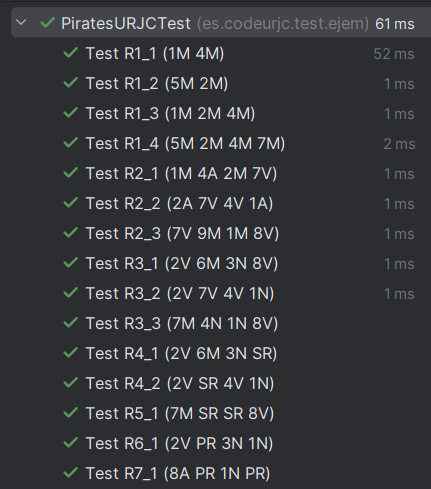 PiratesURJCTest (es.codeurjc.test.ejem) 61 ms
Test R1_1 (1M 4M) 52 ms
Test R1_2 (5M 2M) 1 ms
Test R1_3 (1M 2M 4M) 1 ms
Test R1_4 (5M 2M 4M 7M) 2 ms
Test R2_1 (1M 4A 2M 7V) 1 ms
Test R2_2 (2A 7V 4V 1A) 1 ms
Test R2_3 (7V 9M 1M 8V) 1 ms
Test R3_1 (2V 6M 3N 8V) 1 ms
Test R3_2 (2V 7V 4V 1N) 1 ms
Test R3_3 (7M 4N 1N 8V)
Test R4_1 (2V 6M 3N SR)
Test R4_2 (2V SR 4V 1N)
Test R5_1 (7M SR SR 8V)
Test R6_1 (2V PR 3N 1N)
Test R7_1 (8A PR 1N PR)